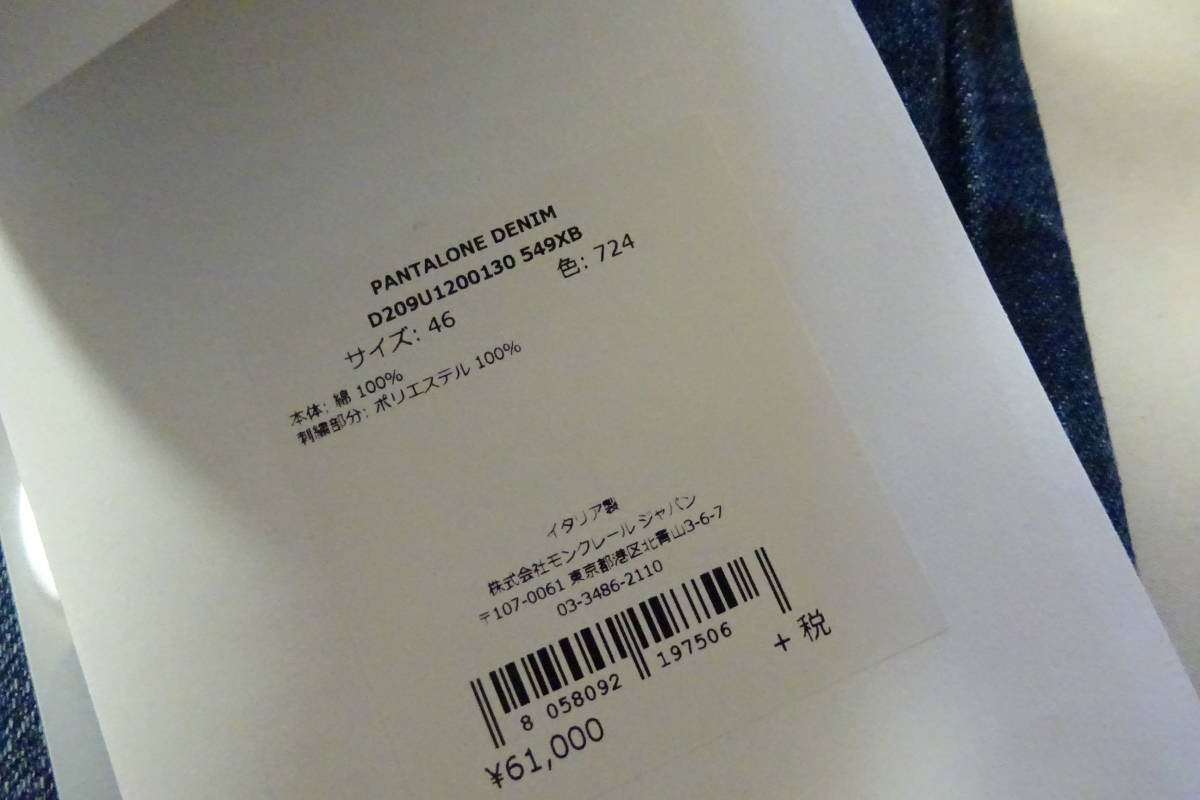 PANTALONE DENIM
D209U1200130 549XB
サイズ: 46 色: 724
本体: 綿 100%
刺繍部分: ポリエステル 100%
イタリア製
株式会社モンクレール ジャパン
〒107-0061 東京都港区北青山3-6-7
03-3486-2110
8 058092 197506
¥61,000 + 税